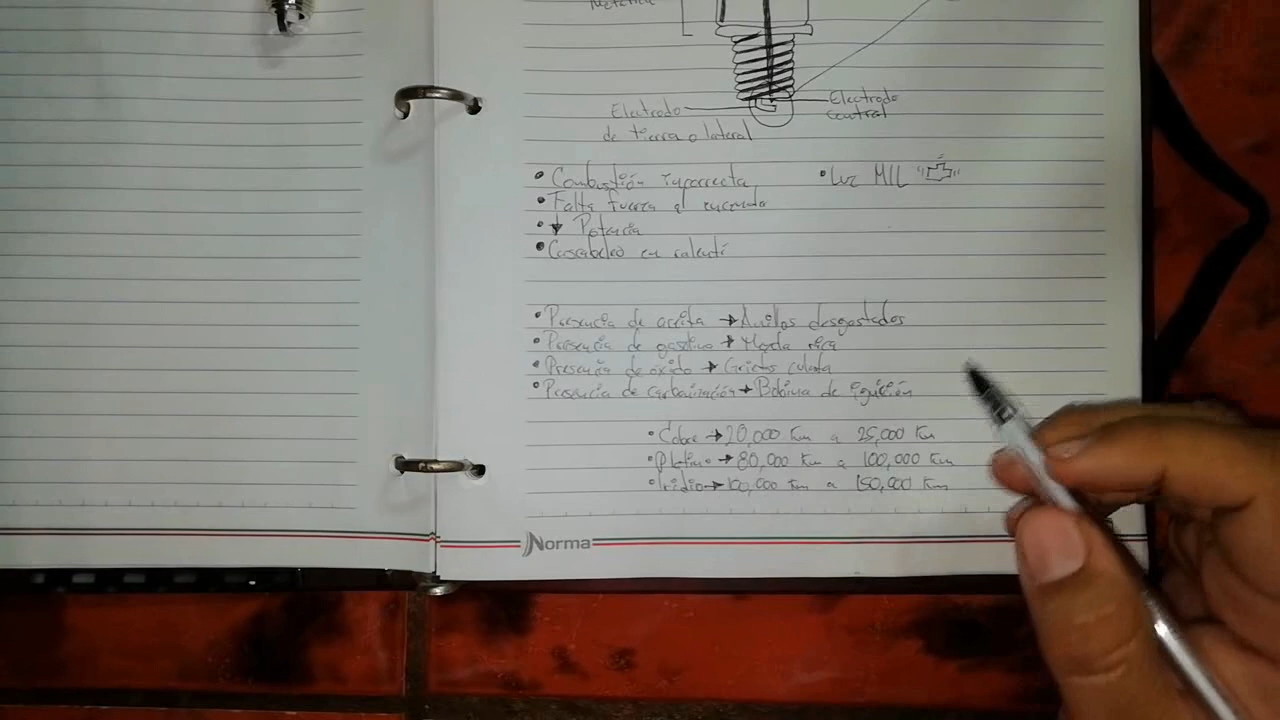 Metálica
Electrodo
de tierra o lateral
Electrodo
central
• Combustión incorrecta
• Luz MIL
• Falta fuerza al
• ↓ Potencia
• Cascabeleo en ralentí
• Presencia de aceite → Anillos desgastados
• Presencia de gasolina → Mezcla rica
• Presencia de óxido → Grietas culata
• Presencia de carbonización → Bobina de ignición
• Cobre → 20,000 Km a 25,000 Km
• Platino → 80,000 Km a 100,000 Km
• Iridio → 100,000 Km a 150,000 Km
Norma